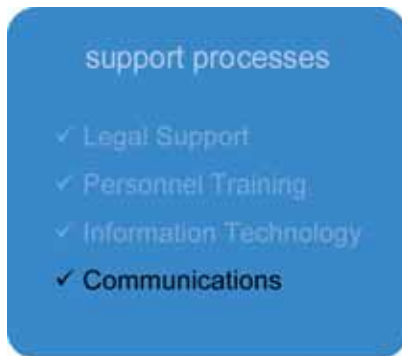 support processes
✓ Legal Support
✓ Personnel Training
✓ Information Technology
✓ Communications